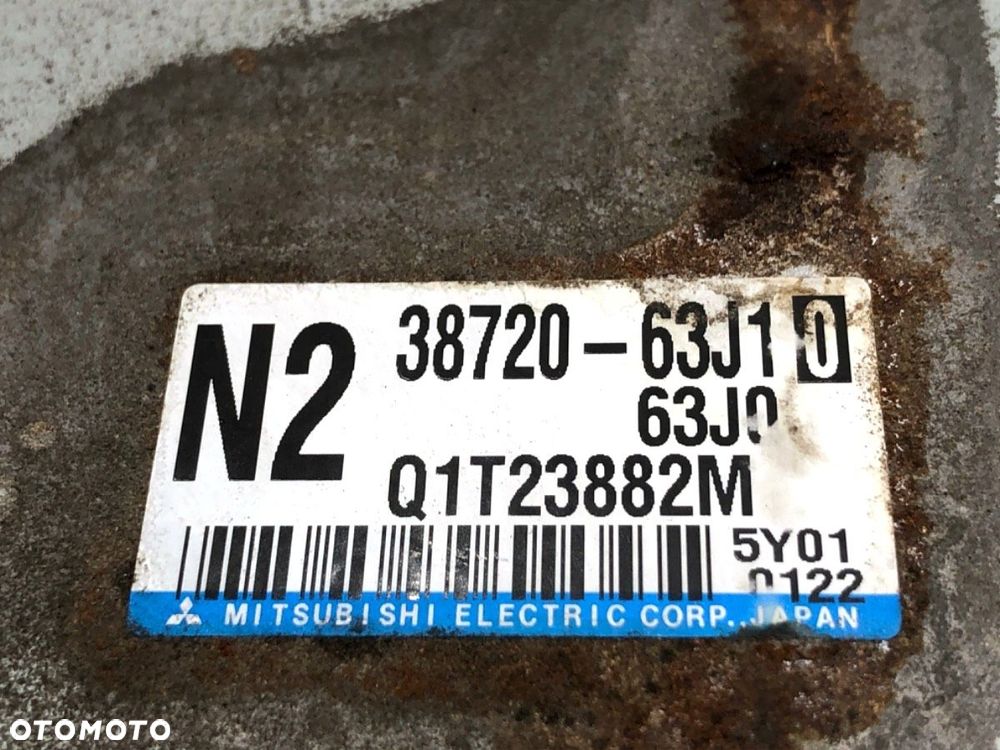 N2
38720-63J10
63J0
Q1T23882M
5Y01
0122
MITSUBISHI ELECTRIC CORP., JAPAN
OTOMOTO